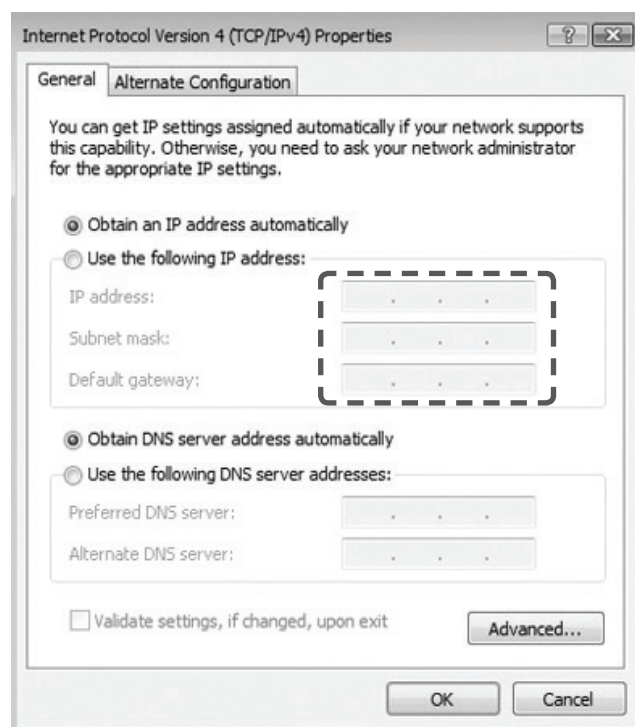 Internet Protocol Version 4 (TCP/IPv4) Properties
General
Alternate Configuration
You can get IP settings assigned automatically if your network supports
this capability. Otherwise, you need to ask your network administrator
for the appropriate IP settings.
Obtain an IP address automatically
Use the following IP address:
IP address:
. . .
Subnet mask:
. . .
Default gateway:
. . .
Obtain DNS server address automatically
Use the following DNS server addresses:
Preferred DNS server:
. . .
Alternate DNS server:
. . .
Validate settings, if changed, upon exit
Advanced...
OK
Cancel